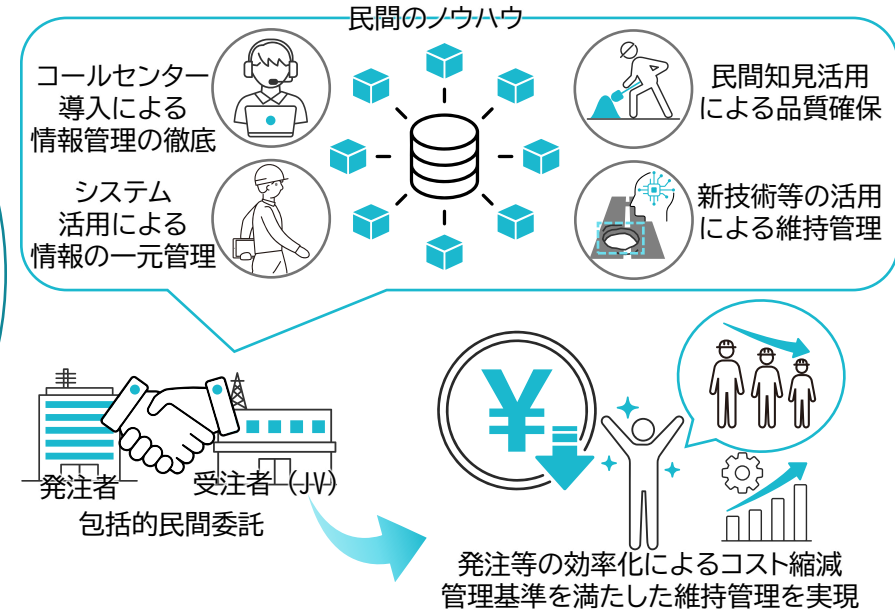 民間のノウハウ
コールセンター
導入による
情報管理の徹底
システム
活用による
情報の一元管理
民間知見活用
による品質確保
新技術等の活用
による維持管理
¥
発注者
受注者（JV）
包括的民間委託
発注等の効率化によるコスト縮減
管理基準を満たした維持管理を実現